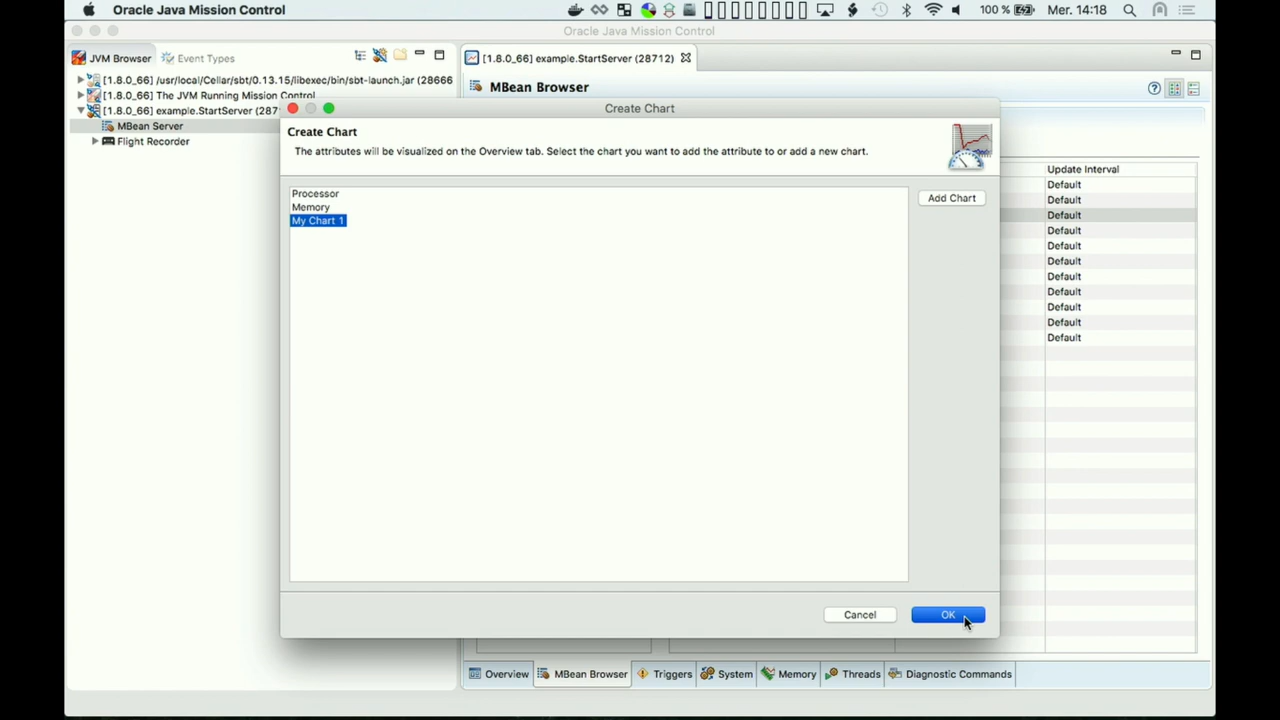 Oracle Java Mission Control
100 %
Mer. 14:18
Oracle Java Mission Control
JVM Browser
Event Types
[1.8.0_66] example.StartServer (28712)
[1.8.0_66] /usr/local/Cellar/sbt/0.13.15/libexec/bin/sbt-launch.jar (28666
[1.8.0_66] The JVM Running Mission Control
[1.8.0_66] example.StartServer (287
MBean Server
Flight Recorder
MBean Browser
Create Chart
Create Chart
The attributes will be visualized on the Overview tab. Select the chart you want to add the attribute to or add a new chart.
Processor
Memory
My Chart 1
Add Chart
Update Interval
Default
Default
Default
Default
Default
Default
Default
Default
Default
Default
Default
Cancel
OK
Overview
MBean Browser
Triggers
System
Memory
Threads
Diagnostic Commands